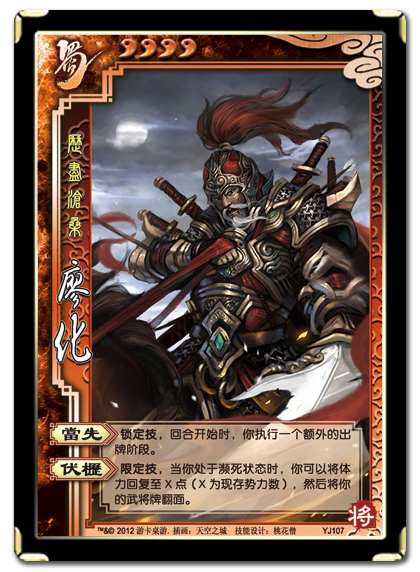 蜀
歷盡滄桑
廖化
當先
锁定技，回合开始时，你执行一个额外的出
牌阶段。
伏櫪
限定技，当你处于濒死状态时，你可以将体
力回复至X点（X为现存势力数），然后将你
的武将牌翻面。
将
™&© 2012 游卡桌游. 插画：天空之城 技能设计：桃花僧 YJ107